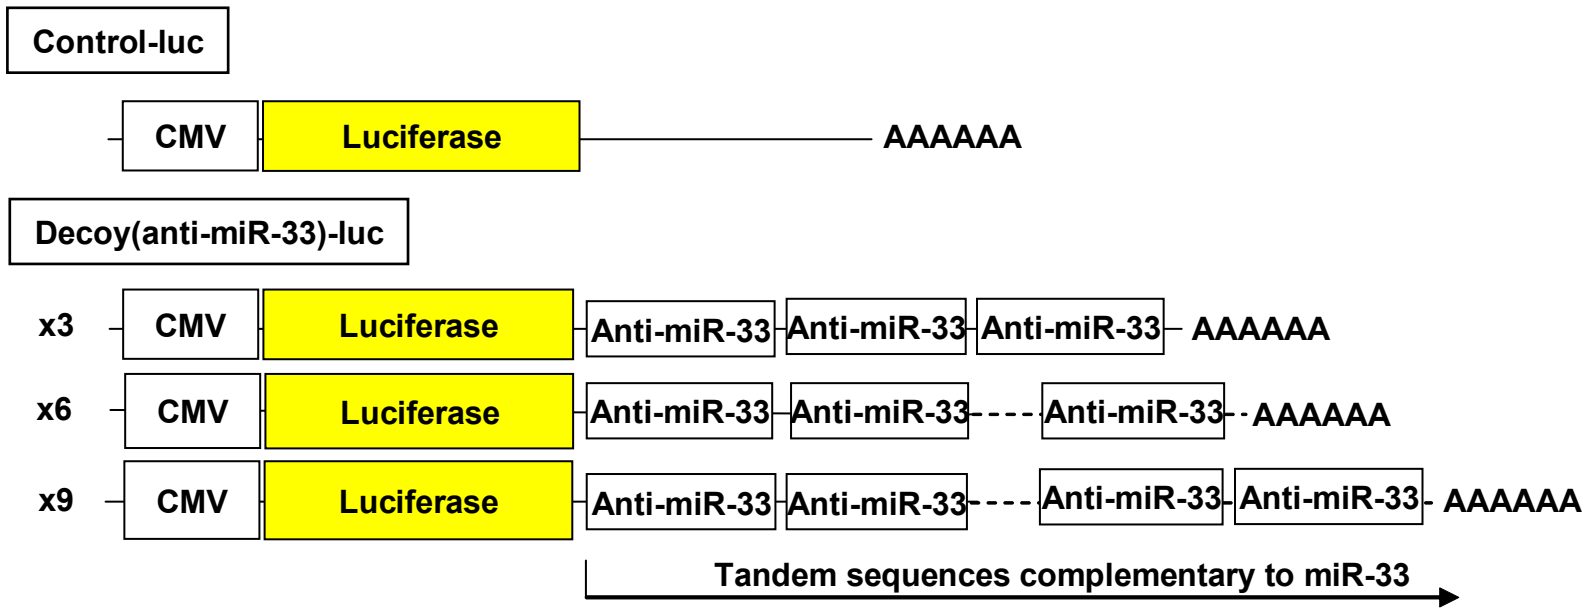 Control-luc
CMV Luciferase AAAAAA
Decoy(anti-miR-33)-luc
x3 CMV Luciferase Anti-miR-33 Anti-miR-33 Anti-miR-33 AAAAAA
x6 CMV Luciferase Anti-miR-33 Anti-miR-33 Anti-miR-33 AAAAAA
x9 CMV Luciferase Anti-miR-33 Anti-miR-33 Anti-miR-33 Anti-miR-33 AAAAAA
Tandem sequences complementary to miR-33